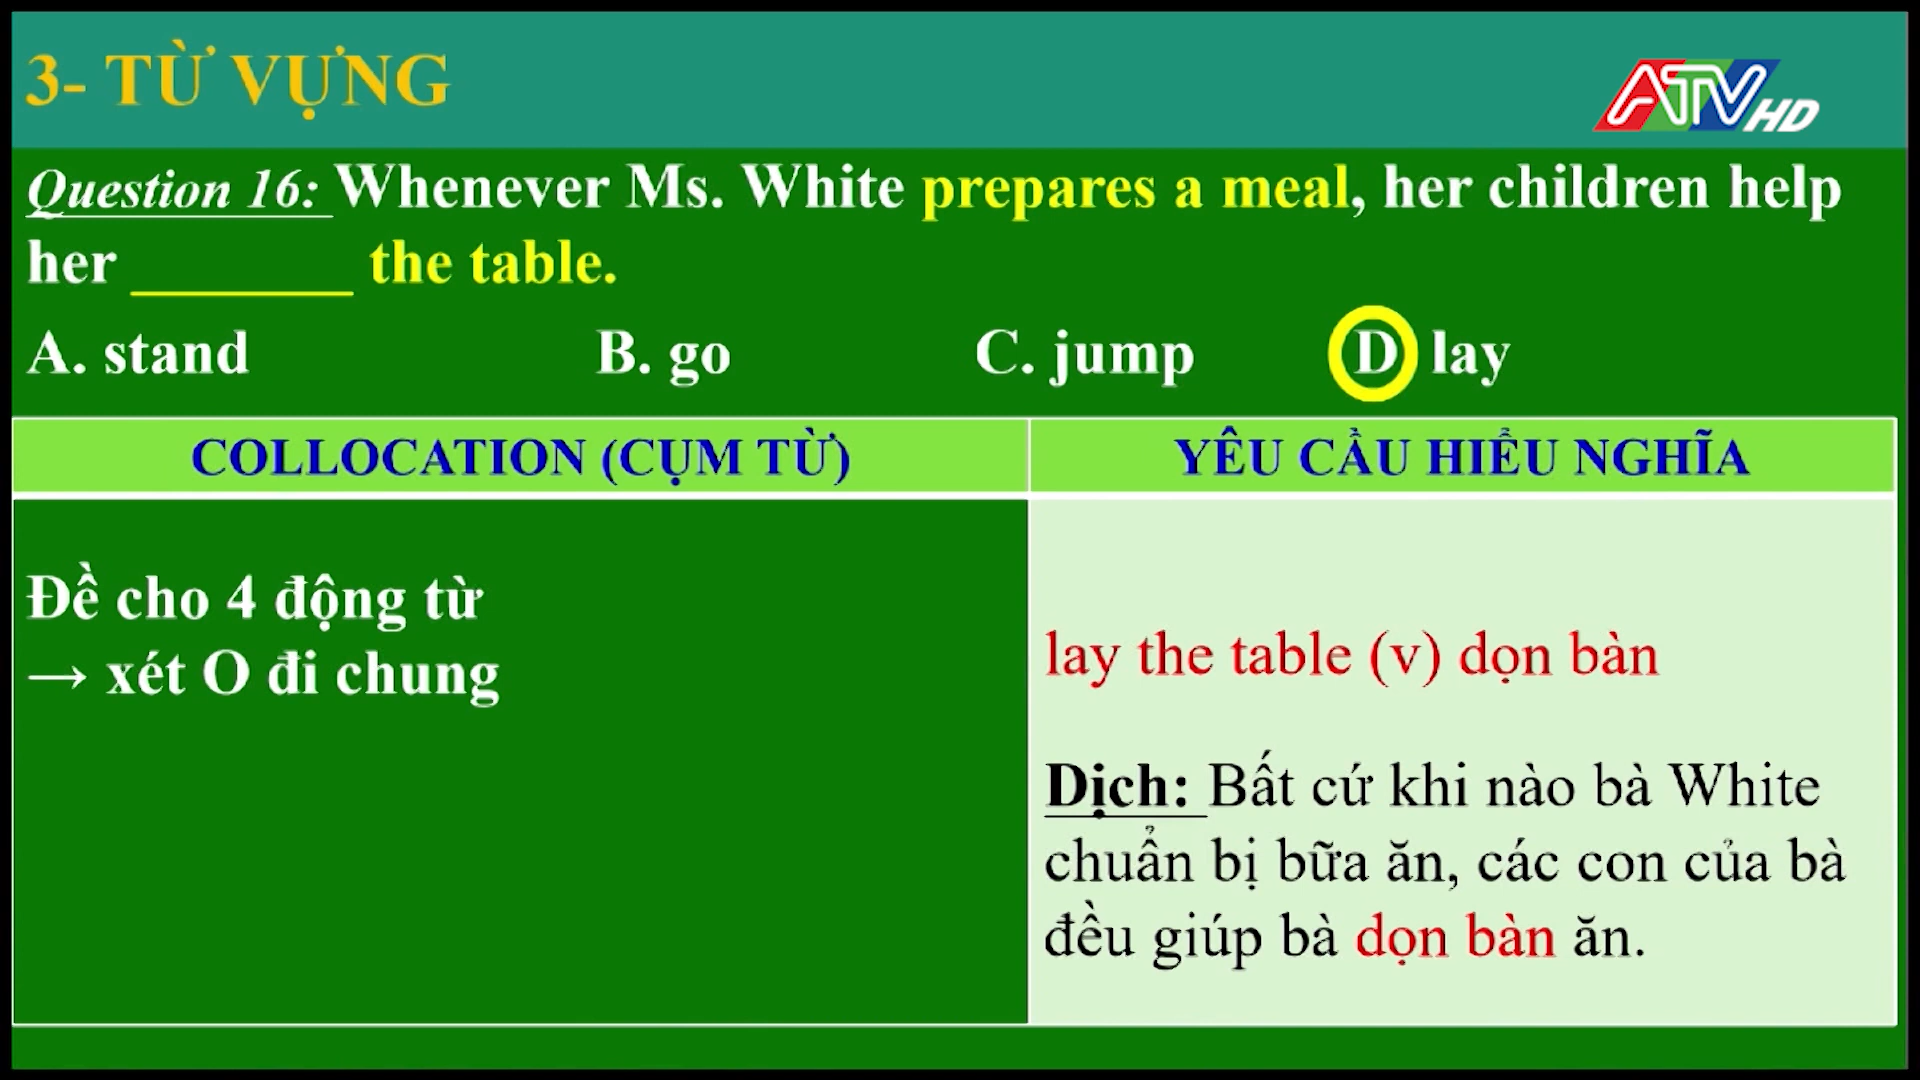 3- TỪ VỰNG
ATV HD
Question 16: Whenever Ms. White prepares a meal, her children help
her _______ the table.
A. stand B. go C. jump D lay
COLLOCATION (CỤM TỪ) YÊU CẦU HIỂU NGHĨA
Đề cho 4 động từ
→ xét O đi chung
lay the table (v) dọn bàn
Dịch: Bất cứ khi nào bà White
chuẩn bị bữa ăn, các con của bà
đều giúp bà dọn bàn ăn.